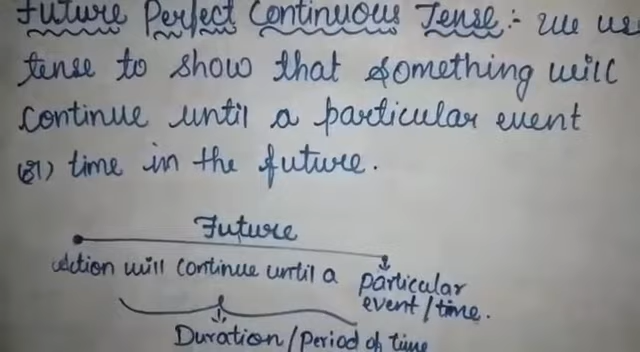 Future Perfect Continuous Tense :- We us
tense to show that something will
continue until a particular event
(or) time in the future.
Future
Action will continue until a particular
event / time.
Duration / Period of time